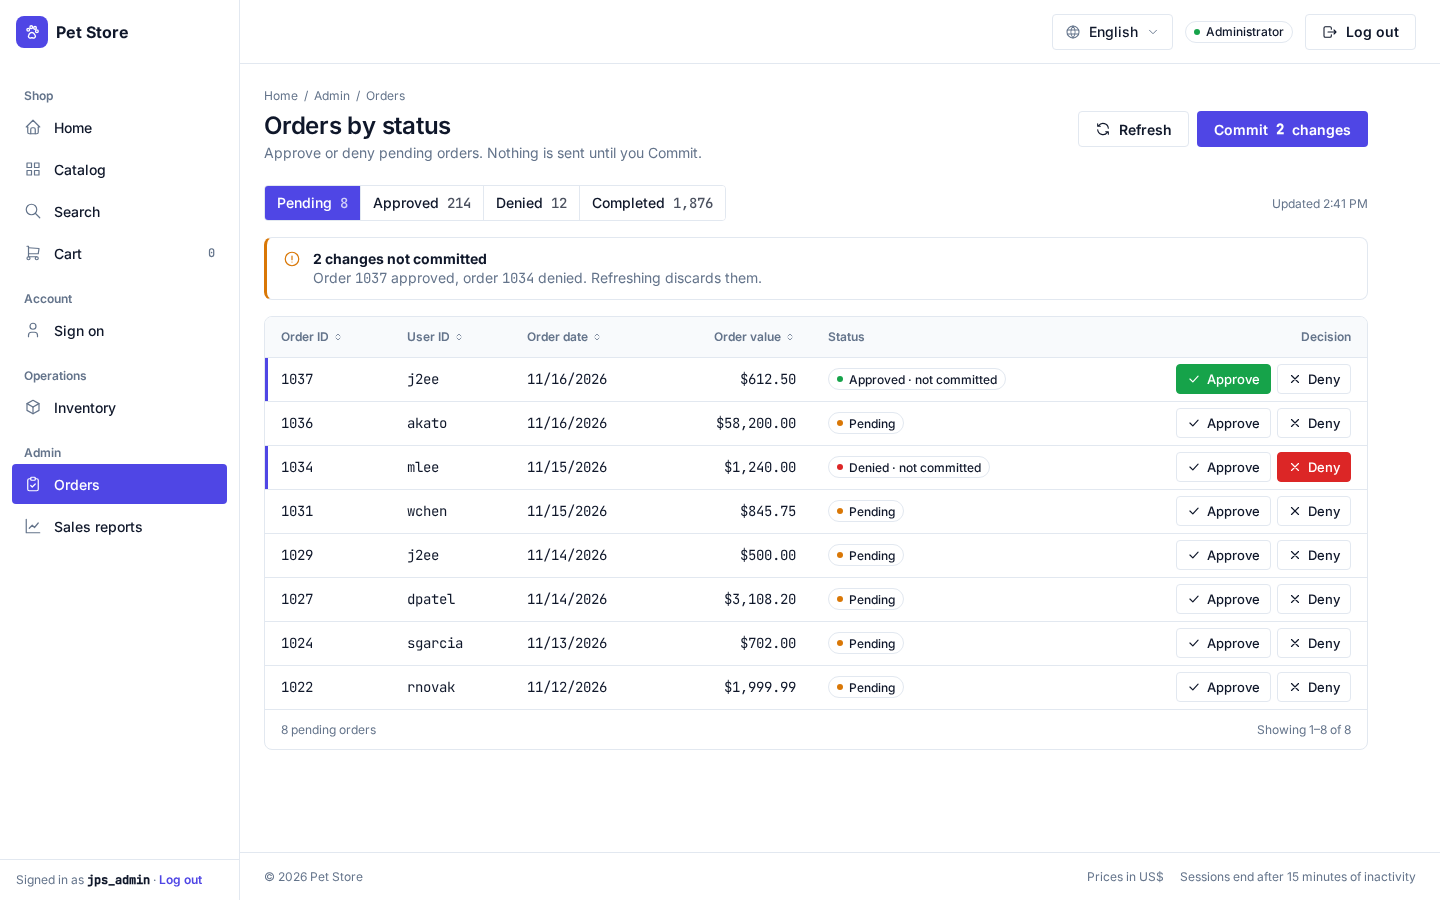 Pet Store
Shop
Home
Catalog
Search
Cart 0
Account
Sign on
Operations
Inventory
Admin
Orders
Sales reports
Signed in as jps_admin · Log out
English
Administrator
Log out
Home / Admin / Orders
Orders by status
Approve or deny pending orders. Nothing is sent until you Commit.
Refresh
Commit 2 changes
Pending 8
Approved 214
Denied 12
Completed 1,876
Updated 2:41 PM
2 changes not committed
Order 1037 approved, order 1034 denied. Refreshing discards them.
Order ID User ID Order date Order value Status Decision
1037 j2ee 11/16/2026 $612.50 Approved · not committed Approve Deny
1036 akato 11/16/2026 $58,200.00 Pending Approve Deny
1034 mlee 11/15/2026 $1,240.00 Denied · not committed Approve Deny
1031 wchen 11/15/2026 $845.75 Pending Approve Deny
1029 j2ee 11/14/2026 $500.00 Pending Approve Deny
1027 dpatel 11/14/2026 $3,108.20 Pending Approve Deny
1024 sgarcia 11/13/2026 $702.00 Pending Approve Deny
1022 rnovak 11/12/2026 $1,999.99 Pending Approve Deny
8 pending orders Showing 1–8 of 8
© 2026 Pet Store
Prices in US$ Sessions end after 15 minutes of inactivity